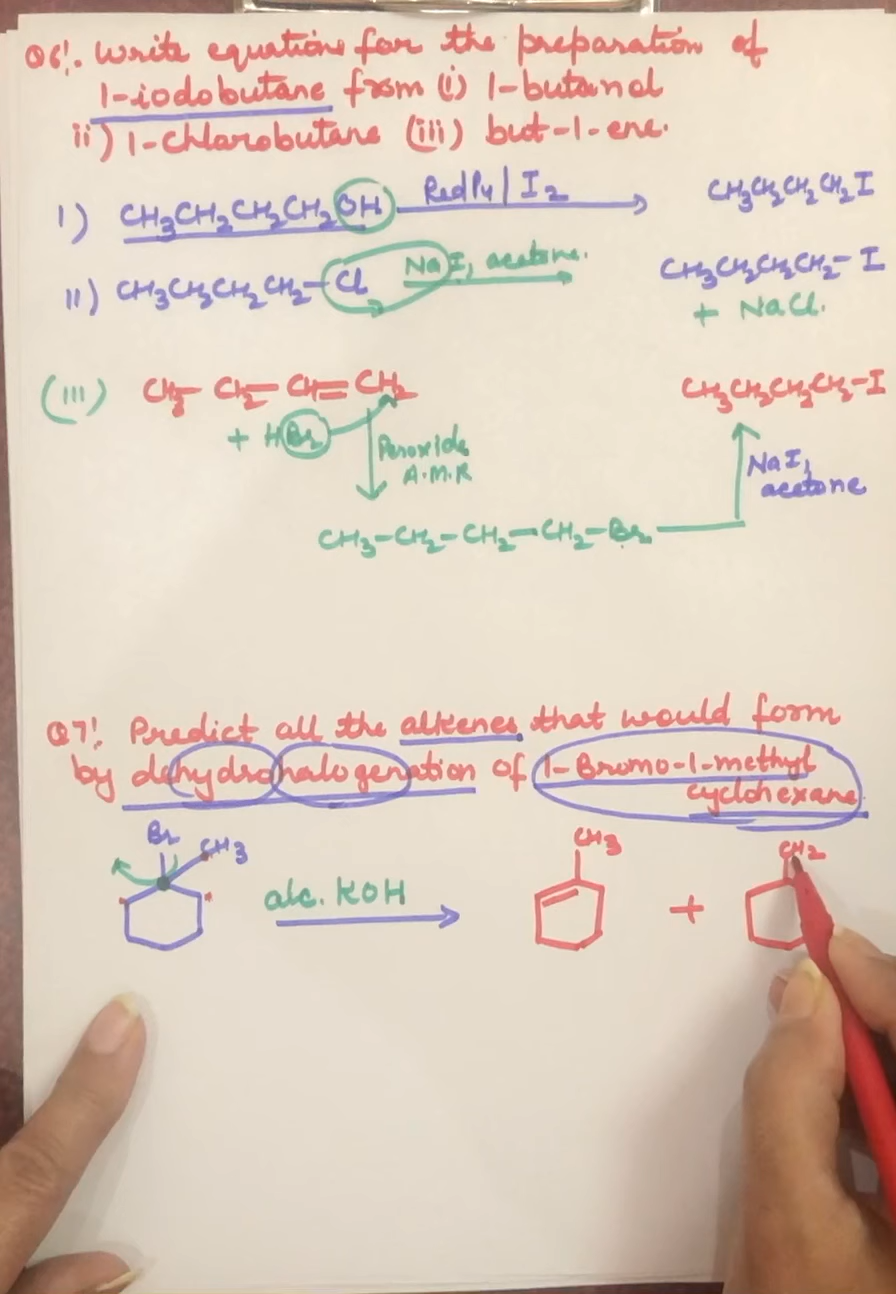 Q6!. Write equations for the preparation of
1-iodobutane from (i) 1-butanol
ii) 1-chlorobutane (iii) but-1-ene.
1) CH3CH2CH2CH2OH Red P4 / I2 CH3CH2CH2CH2I
11) CH3CH2CH2CH2-Cl NaI, acetone. CH3CH2CH2CH2-I
+ NaCl.
(111) CH3-CH2-CH=CH2 CH3CH2CH2CH2-I
+ HBr Peroxide
A.M.R
NaI,
acetone
CH3-CH2-CH2-CH2-Br
Q7! Predict all the alkenes that would form
by dehydrohalogenation of 1-Bromo-1-methyl
cyclohexane.
Br CH3 CH3 CH2
alc. KOH +